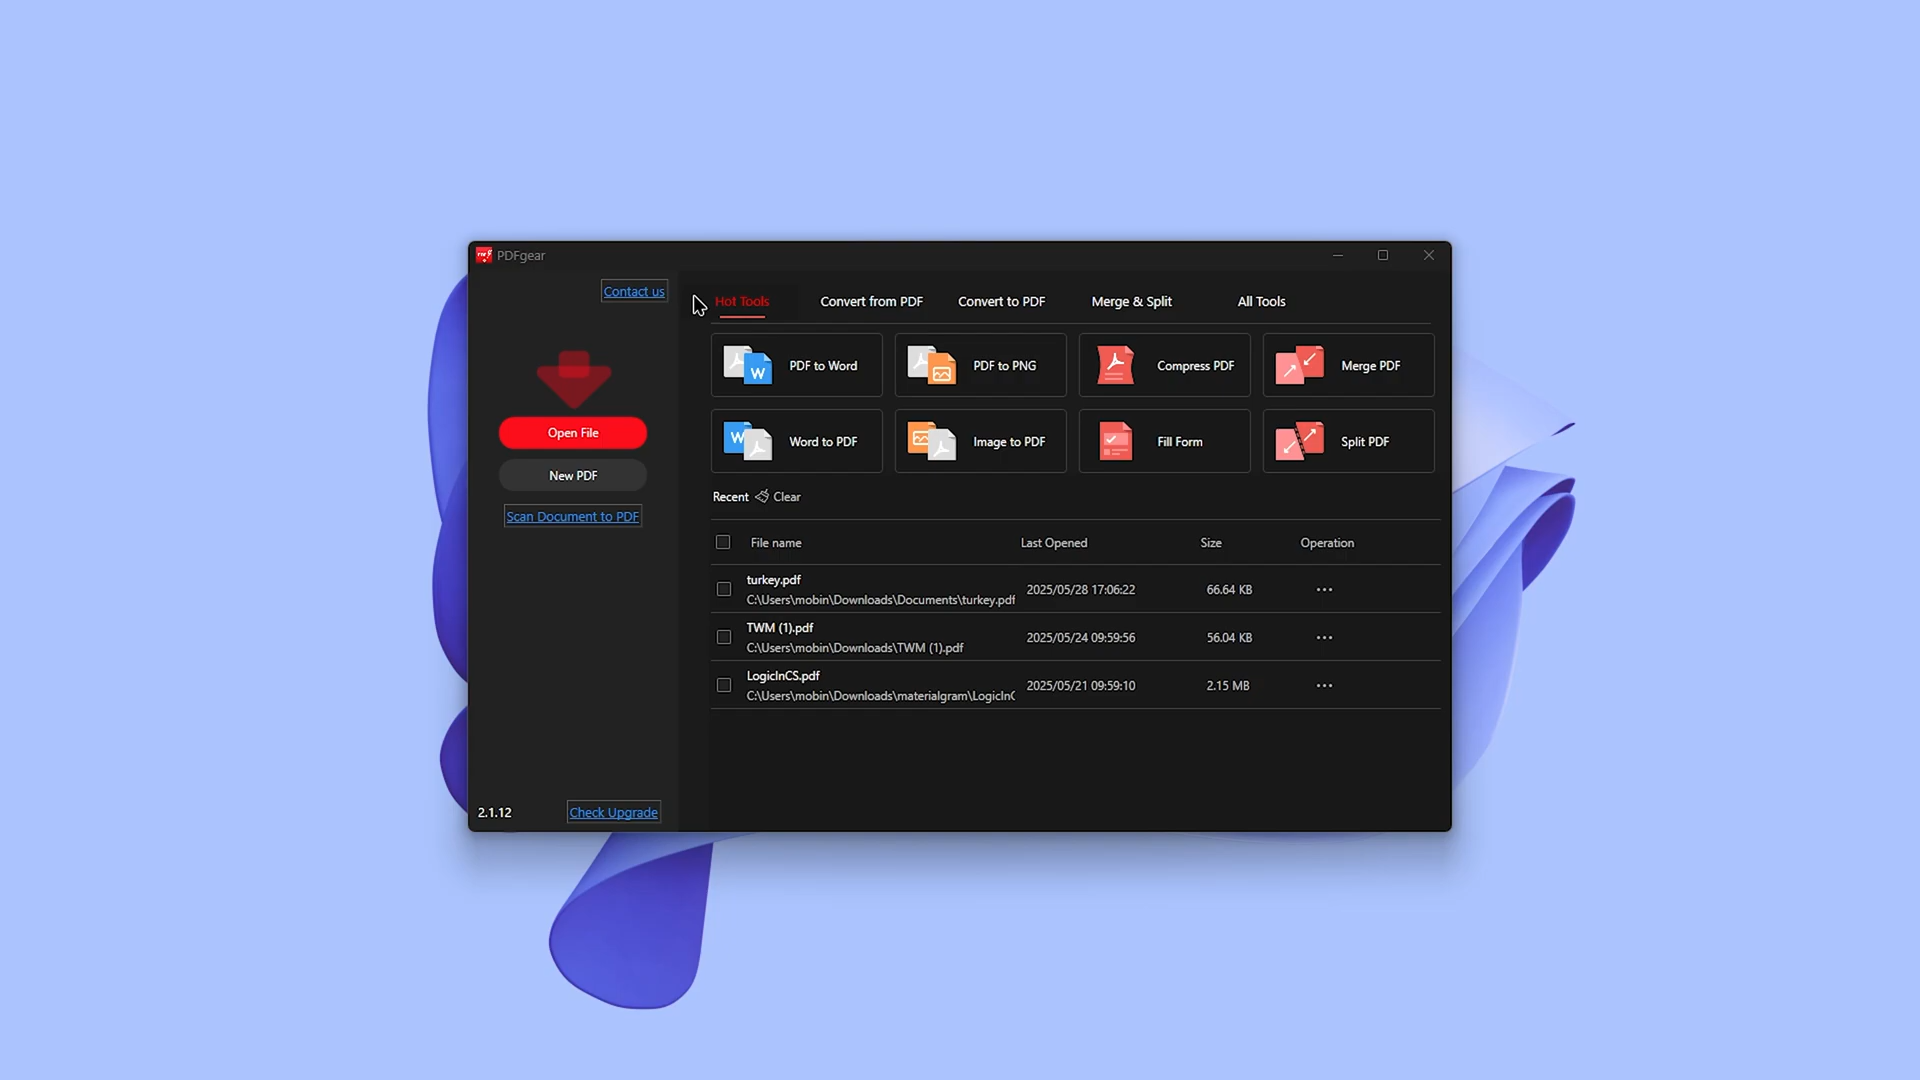 PDFgear
Contact us
Open File
New PDF
Scan Document to PDF
2.1.12
Check Upgrade
Hot Tools
Convert from PDF
Convert to PDF
Merge & Split
All Tools
PDF to Word
PDF to PNG
Compress PDF
Merge PDF
Word to PDF
Image to PDF
Fill Form
Split PDF
Recent Clear
File name Last Opened Size Operation
turkey.pdf
C:\Users\mobin\Downloads\Documents\turkey.pdf 2025/05/28 17:06:22 66.64 KB
TWM (1).pdf
C:\Users\mobin\Downloads\TWM (1).pdf 2025/05/24 09:59:56 56.04 KB
LogicInCS.pdf
C:\Users\mobin\Downloads\materialgram\LogicInC 2025/05/21 09:59:10 2.15 MB